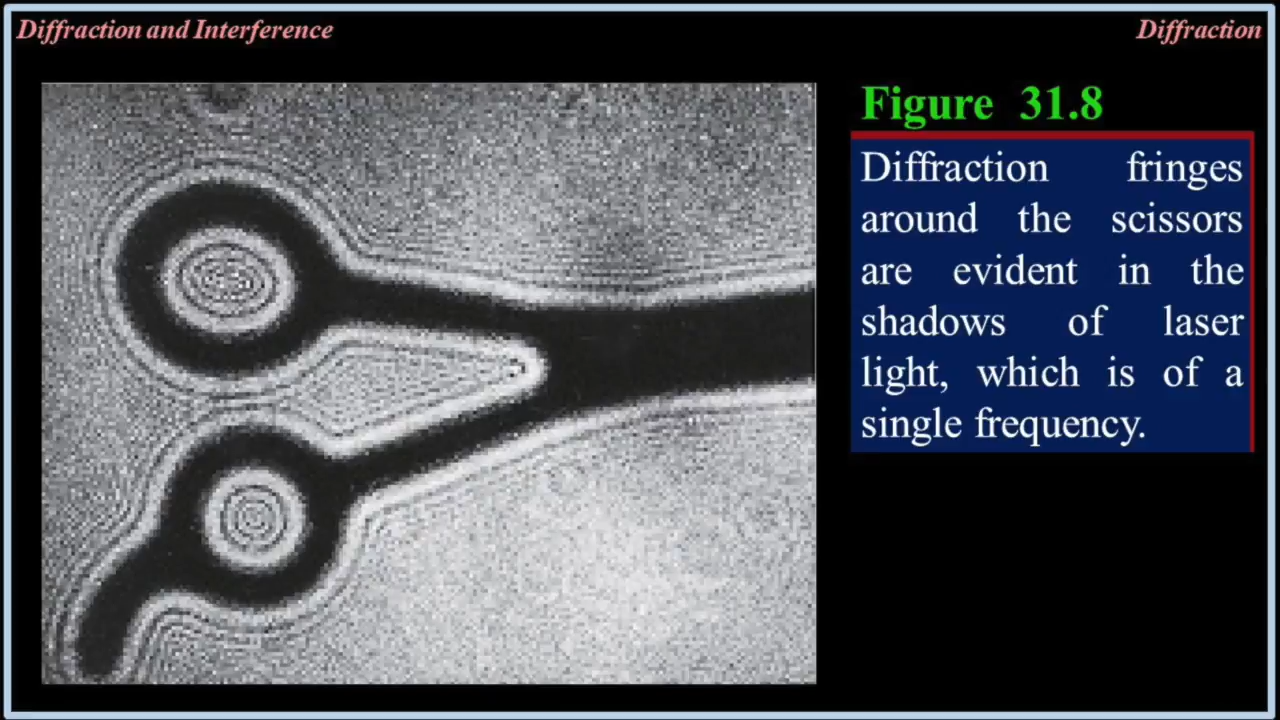 Diffraction and Interference
Diffraction
Figure 31.8
Diffraction fringes
around the scissors
are evident in the
shadows of laser
light, which is of a
single frequency.